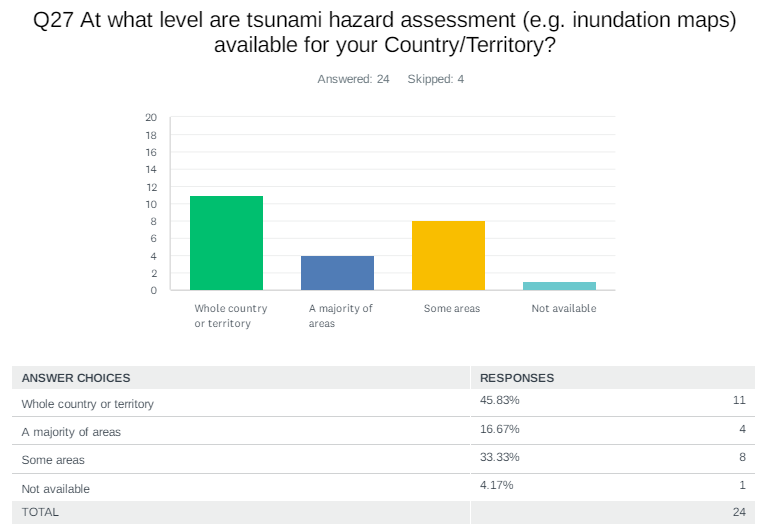 Q27 At what level are tsunami hazard assessment (e.g. inundation maps)
available for your Country/Territory?
Answered: 24 Skipped: 4
20
18
16
14
12
10
8
6
4
2
0
Whole country
or territory
A majority of
areas
Some areas
Not available
ANSWER CHOICES RESPONSES
Whole country or territory 45.83% 11
A majority of areas 16.67% 4
Some areas 33.33% 8
Not available 4.17% 1
TOTAL 24